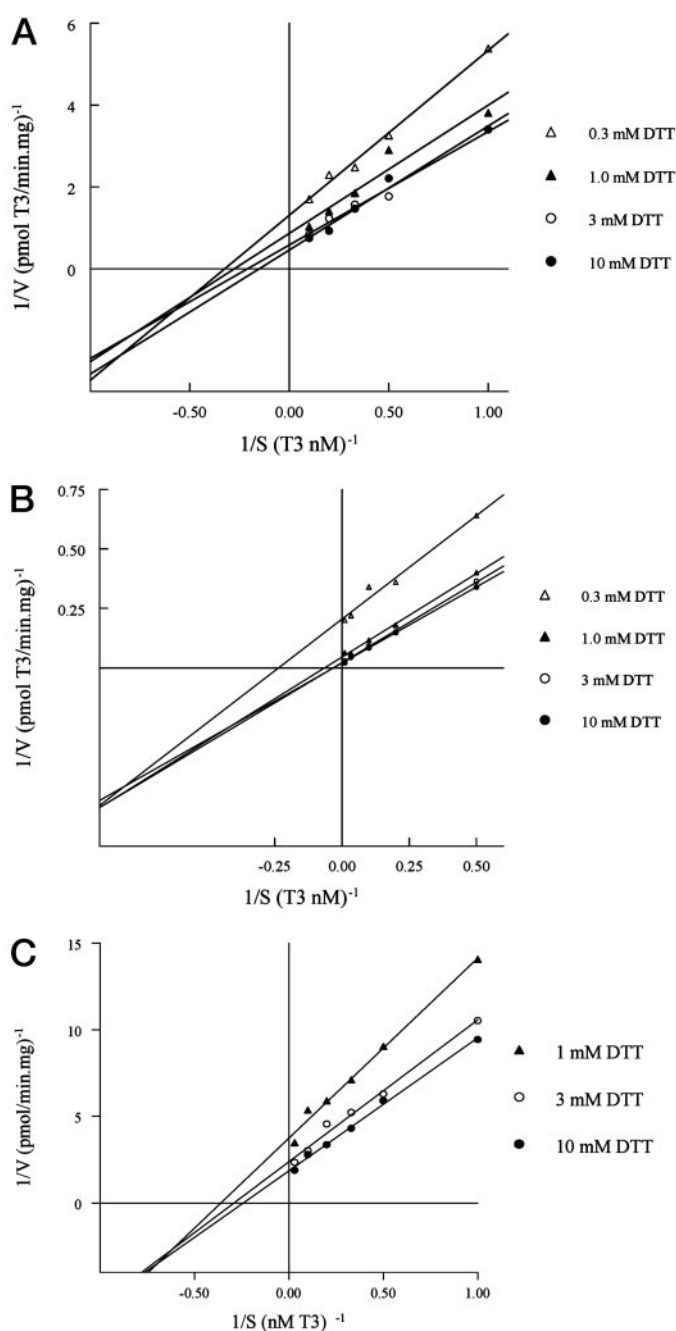 A
6
4
2
0
1/V (pmol T3/min.mg)-1
-0.50
0.00
0.50
1.00
1/S (T3 nM)-1
0.3 mM DTT
1.0 mM DTT
3 mM DTT
10 mM DTT
B
0.75
0.50
0.25
1/V (pmol T3/min.mg)-1
-0.25
0.00
0.25
0.50
1/S (T3 nM)-1
0.3 mM DTT
1.0 mM DTT
3 mM DTT
10 mM DTT
C
15
10
5
0
1/V (pmol/min.mg)-1
-0.50
0.00
0.50
1.00
1/S (nM T3) -1
1 mM DTT
3 mM DTT
10 mM DTT